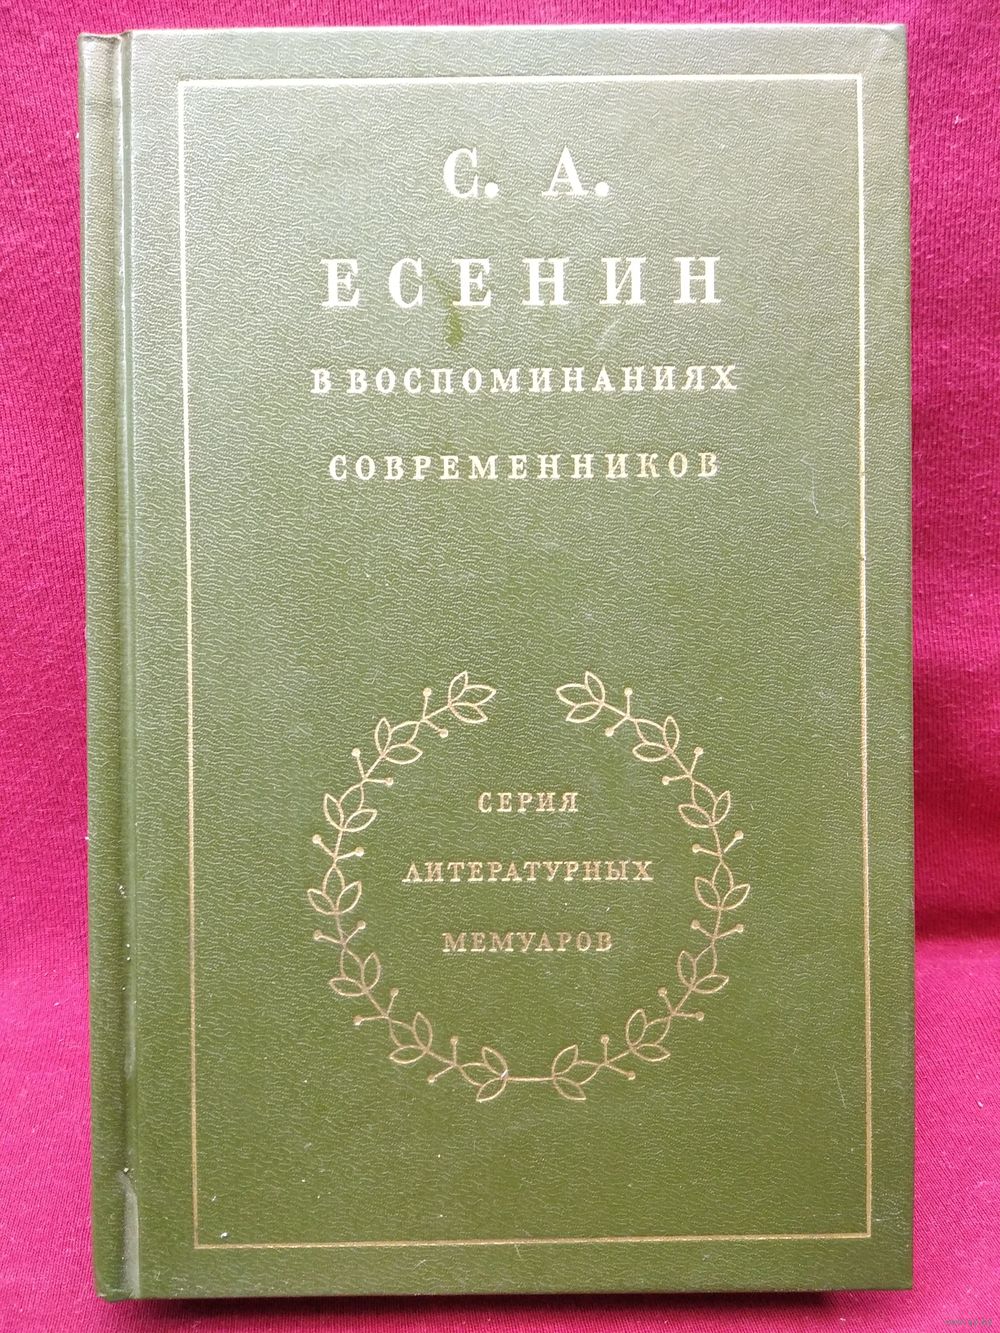 С. А.
ЕСЕНИН
В ВОСПОМИНАНИЯХ
СОВРЕМЕННИКОВ
СЕРИЯ
ЛИТЕРАТУРНЫХ
МЕМУАРОВ